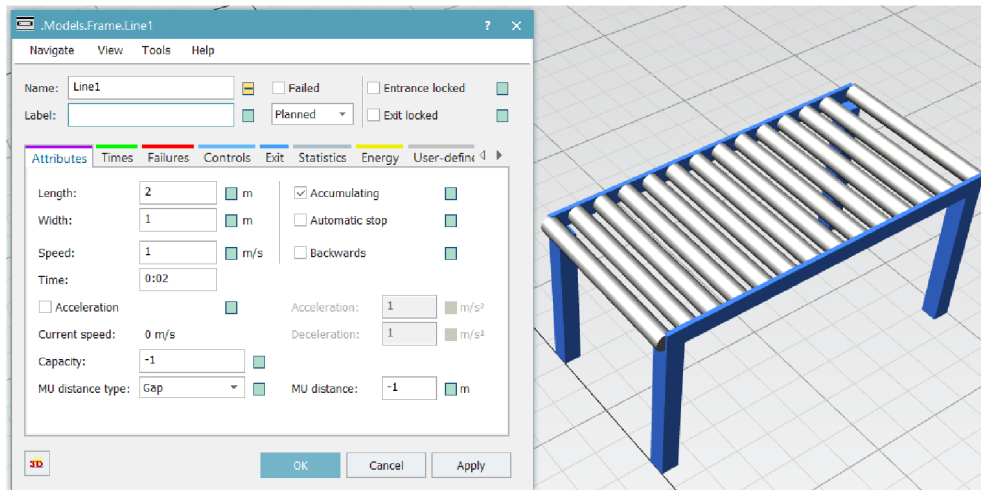 .Models.Frame.Line1 ? ×
Navigate View Tools Help
Name: Line1 Failed Entrance locked
Label: Planned Exit locked
Attributes Times Failures Controls Exit Statistics Energy User-define
Length: 2 m Accumulating
Width: 1 m Automatic stop
Speed: 1 m/s Backwards
Time: 0:02
Acceleration Acceleration: 1 m/s²
Current speed: 0 m/s Deceleration: 1 m/s²
Capacity: -1
MU distance type: Gap MU distance: -1 m
3D OK Cancel Apply